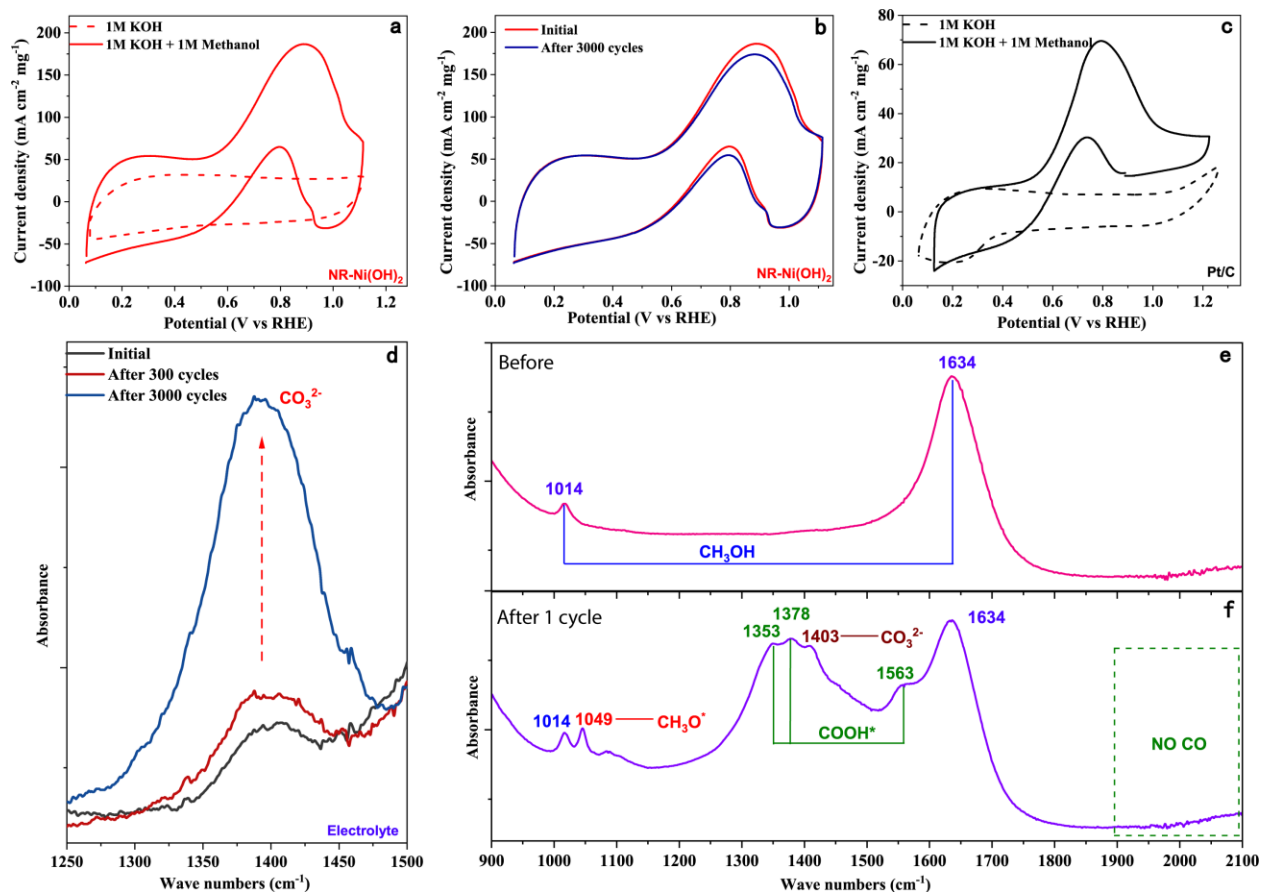 1M KOH
1M KOH + 1M Methanol
a
200
150
100
50
0
-50
-100
0.0 0.2 0.4 0.6 0.8 1.0 1.2
Current density (mA cm⁻² mg⁻¹)
Potential (V vs RHE)
NR-Ni(OH)₂
Initial
After 3000 cycles
b
200
150
100
50
0
-50
-100
0.0 0.2 0.4 0.6 0.8 1.0
Current density (mA cm⁻² mg⁻¹)
Potential (V vs RHE)
NR-Ni(OH)₂
1M KOH
1M KOH + 1M Methanol
c
80
60
40
20
0
-20
0.0 0.2 0.4 0.6 0.8 1.0 1.2
Current density (mA cm⁻² mg⁻¹)
Potential (V vs RHE)
Pt/C
Initial
After 300 cycles
After 3000 cycles
d
CO₃²⁻
Absorbance
Electrolyte
1250 1300 1350 1400 1450 1500
Wave numbers (cm⁻¹)
Before
e
1634
1014
CH₃OH
Absorbance
After 1 cycle
f
1378
1353
1403
CO₃²⁻
1634
1563
1014
1049
CH₃O*
COOH*
NO CO
Absorbance
900 1000 1100 1200 1300 1400 1500 1600 1700 1800 1900 2000 2100
Wave numbers (cm⁻¹)